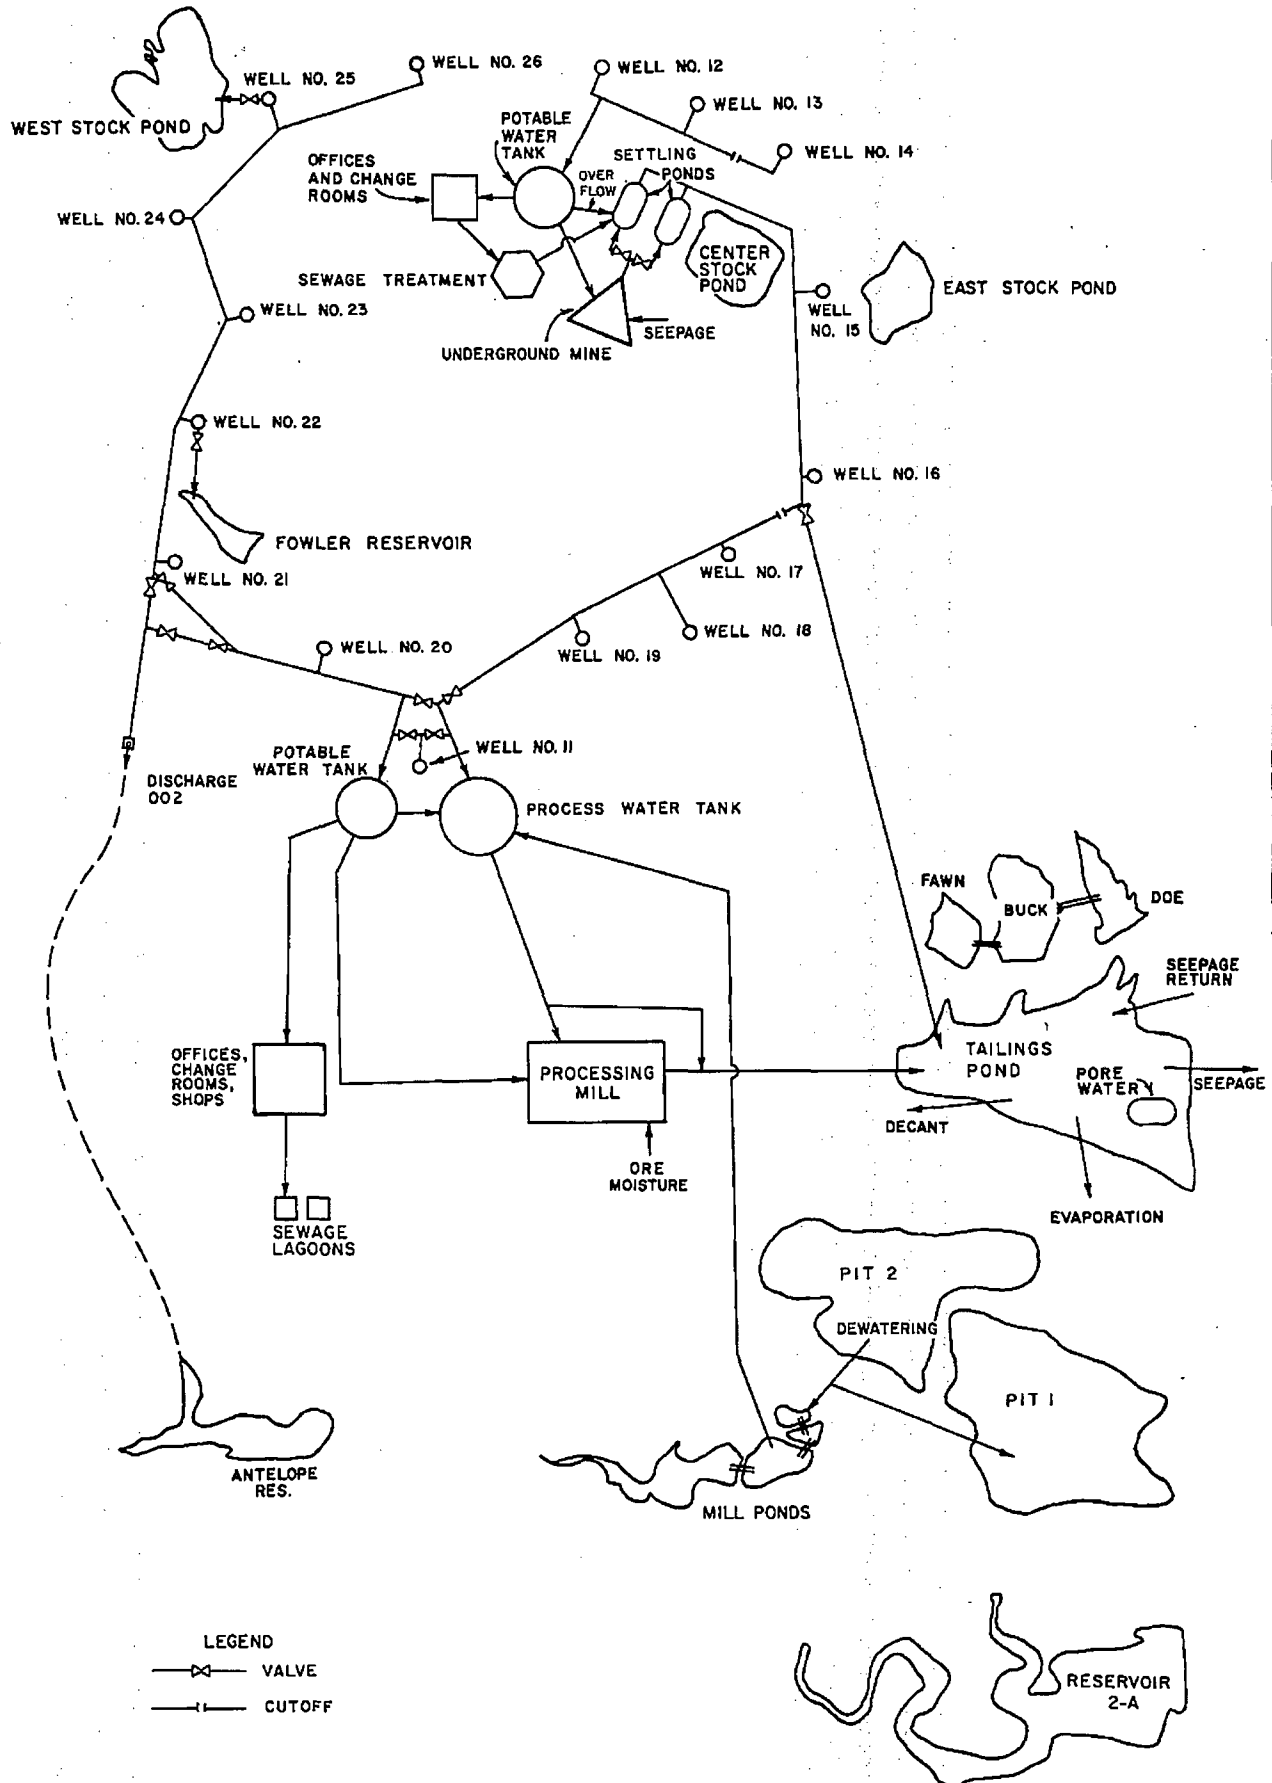 WELL NO. 26
WELL NO. 12
WELL NO. 25
WELL NO. 13
WEST STOCK POND
POTABLE
WATER
TANK
SETTLING
PONDS
WELL NO. 14
OFFICES
AND CHANGE
ROOMS
OVER
FLOW
WELL NO. 24
CENTER
STOCK
POND
SEWAGE TREATMENT
EAST STOCK POND
WELL NO. 23
WELL
NO. 15
SEEPAGE
UNDERGROUND MINE
WELL NO. 22
WELL NO. 16
FOWLER RESERVOIR
WELL NO. 17
WELL NO. 21
WELL NO. 18
WELL NO. 20
WELL NO. 19
POTABLE
WATER TANK
WELL NO. 11
DISCHARGE
002
PROCESS WATER TANK
FAWN
BUCK
DOE
SEEPAGE
RETURN
OFFICES,
CHANGE
ROOMS,
SHOPS
PROCESSING
MILL
TAILINGS
POND
PORE
WATER
SEEPAGE
DECANT
ORE
MOISTURE
EVAPORATION
SEWAGE
LAGOONS
PIT 2
DEWATERING
PIT 1
ANTELOPE
RES.
MILL PONDS
LEGEND
VALVE
CUTOFF
RESERVOIR
2-A